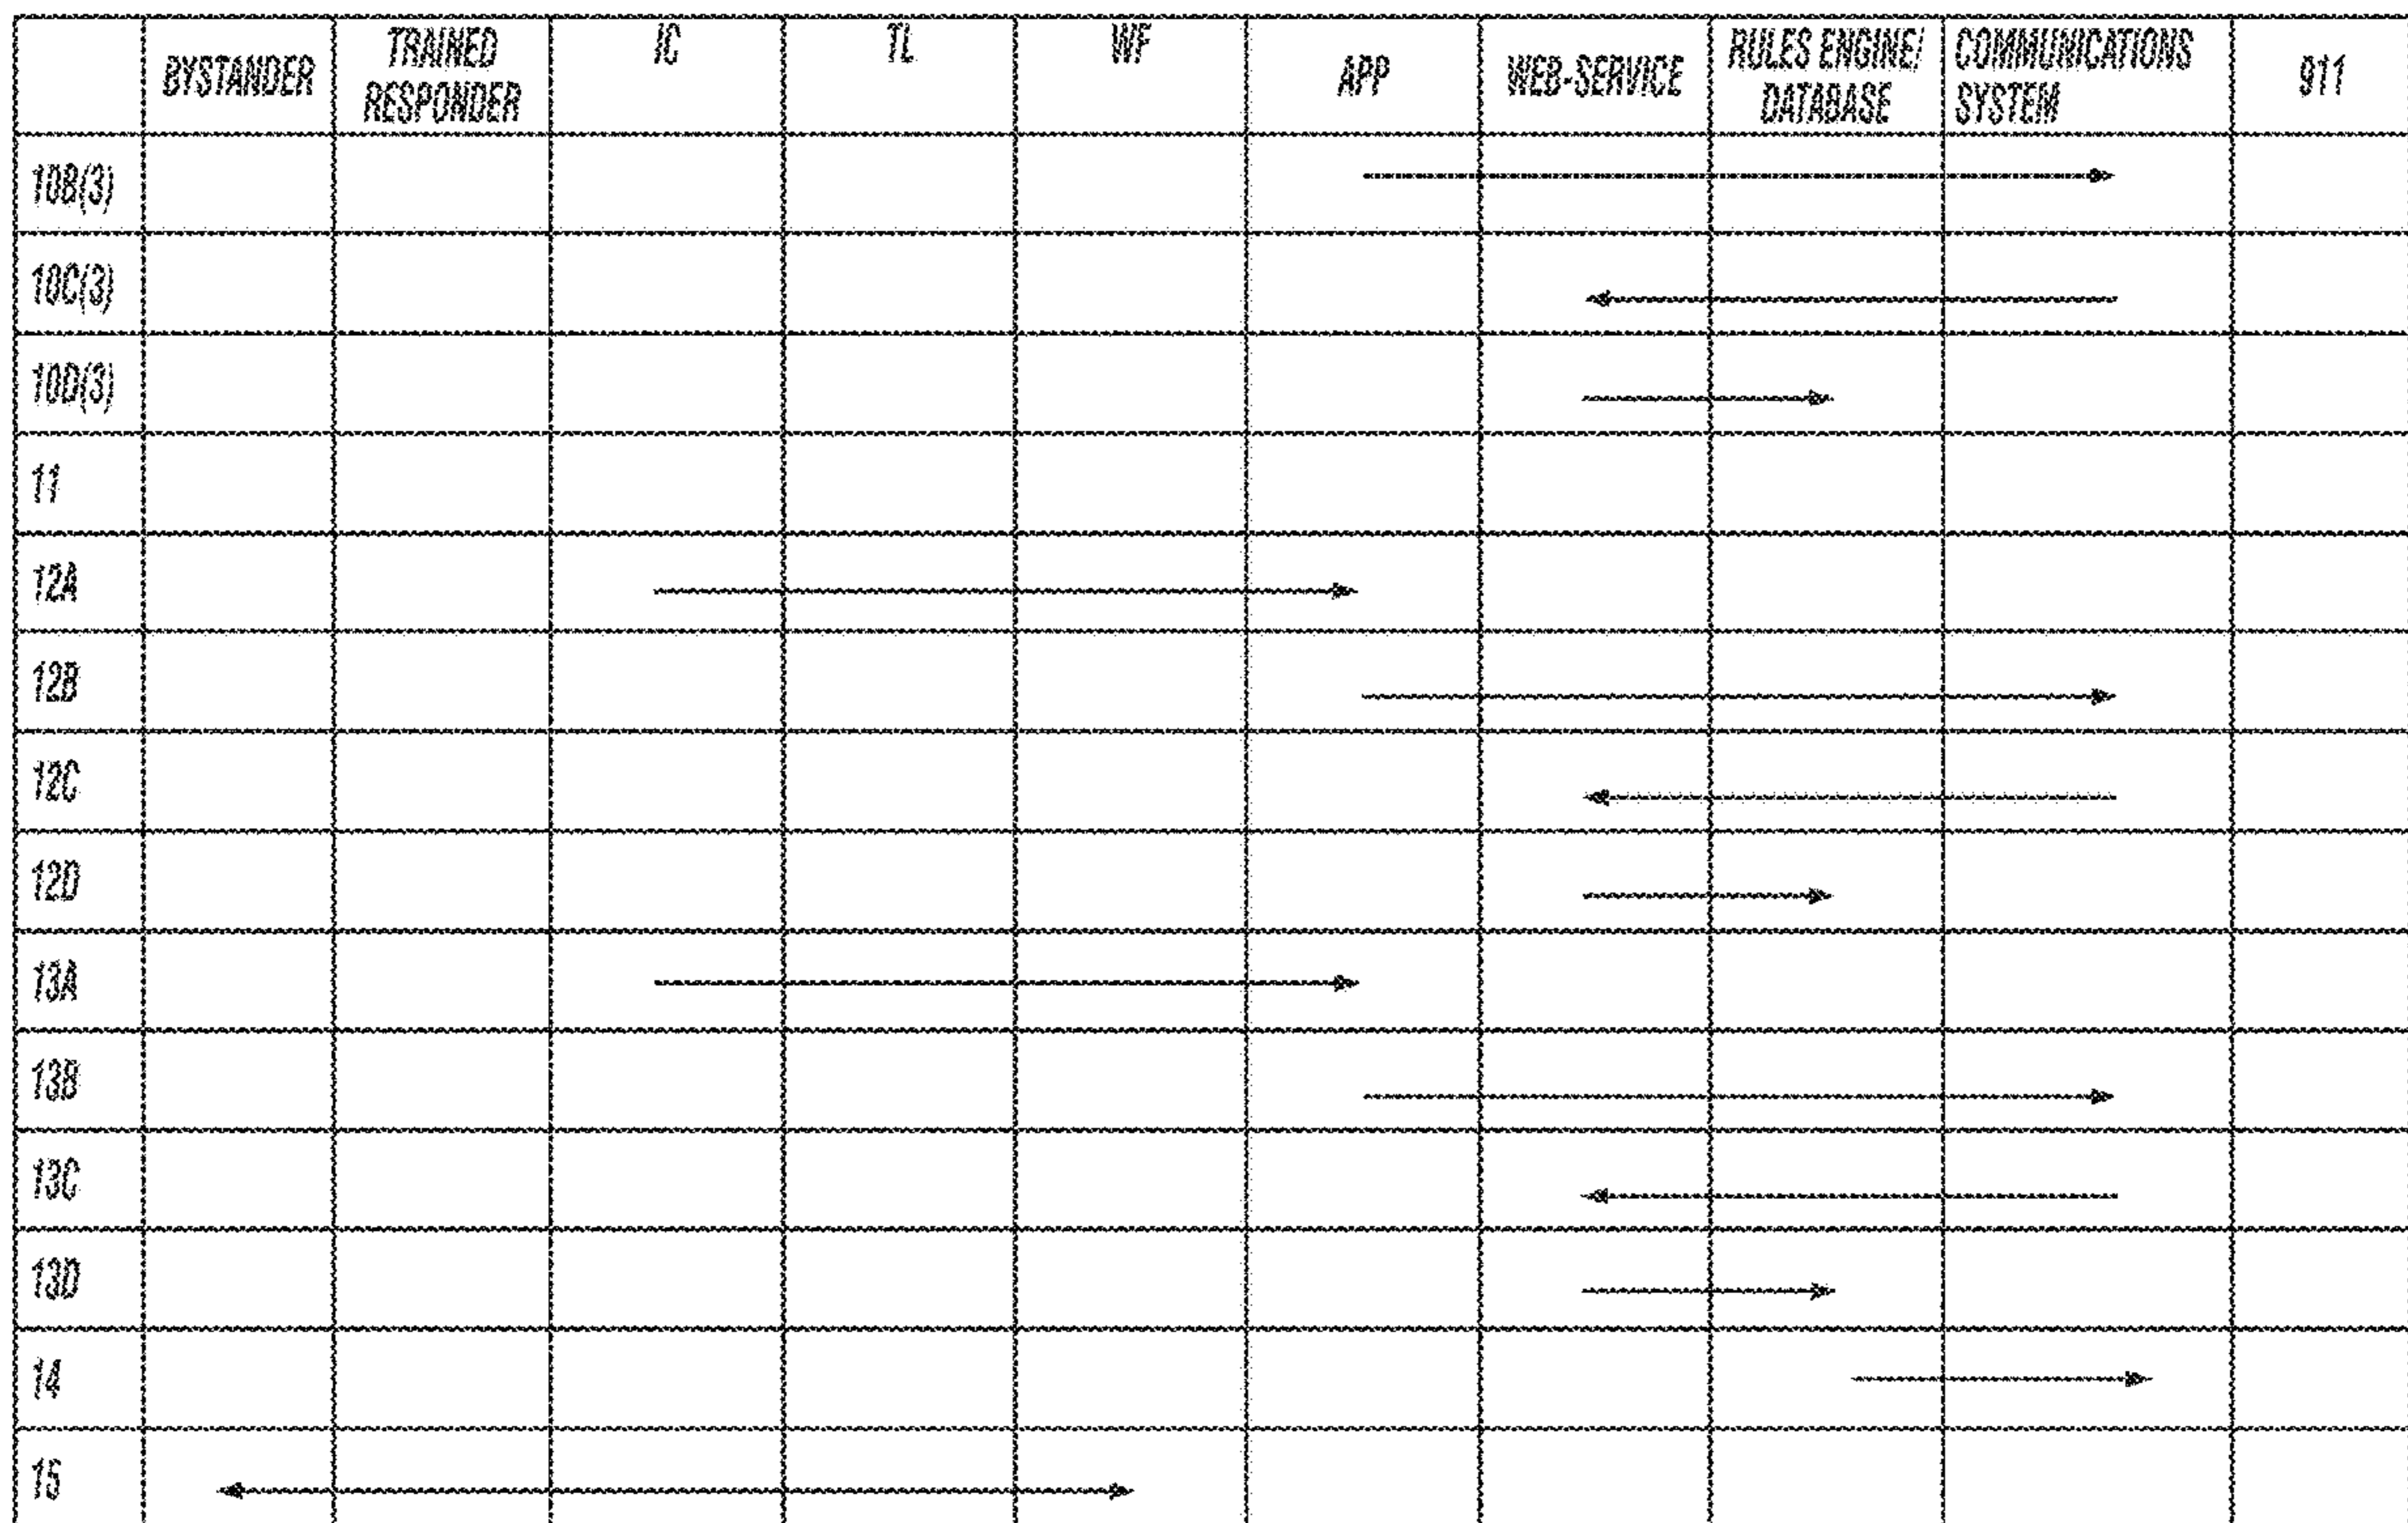 BYSTANDER
TRAINED
RESPONDER
IC
TL
WF
APP
WEB-SERVICE
RULES ENGINE/
DATABASE
COMMUNICATIONS
SYSTEM
911
10B(3)
10C(3)
10D(3)
11
12A
12B
12C
12D
13A
13B
13C
13D
14
15